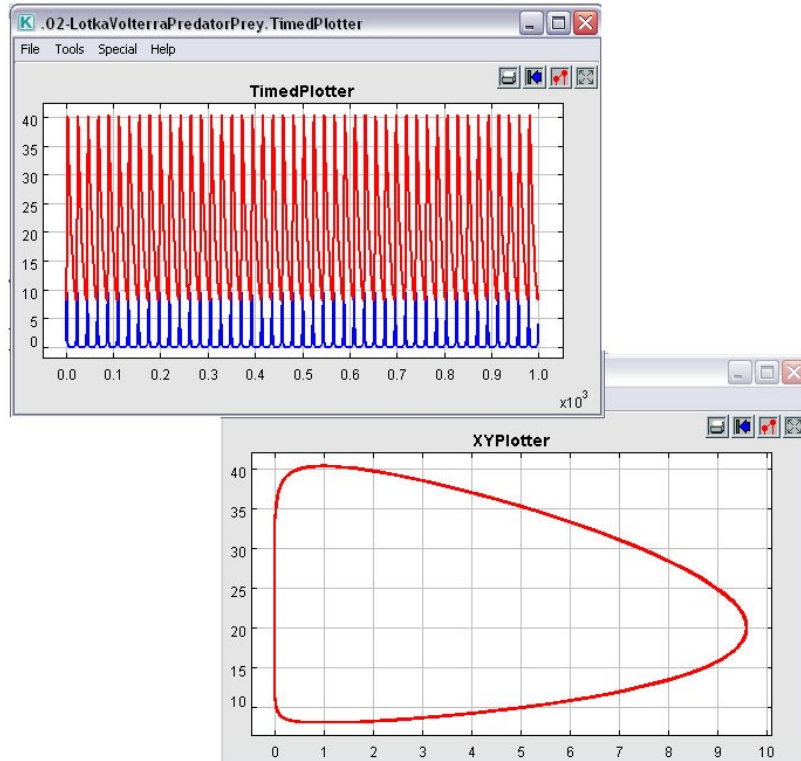 .02-LotkaVolterraPredatorPrey.TimedPlotter
File Tools Special Help
TimedPlotter
40
35
30
25
20
15
10
5
0
0.0 0.1 0.2 0.3 0.4 0.5 0.6 0.7 0.8 0.9 1.0
x10³
XYPlotter
40
35
30
25
20
15
10
0 1 2 3 4 5 6 7 8 9 10